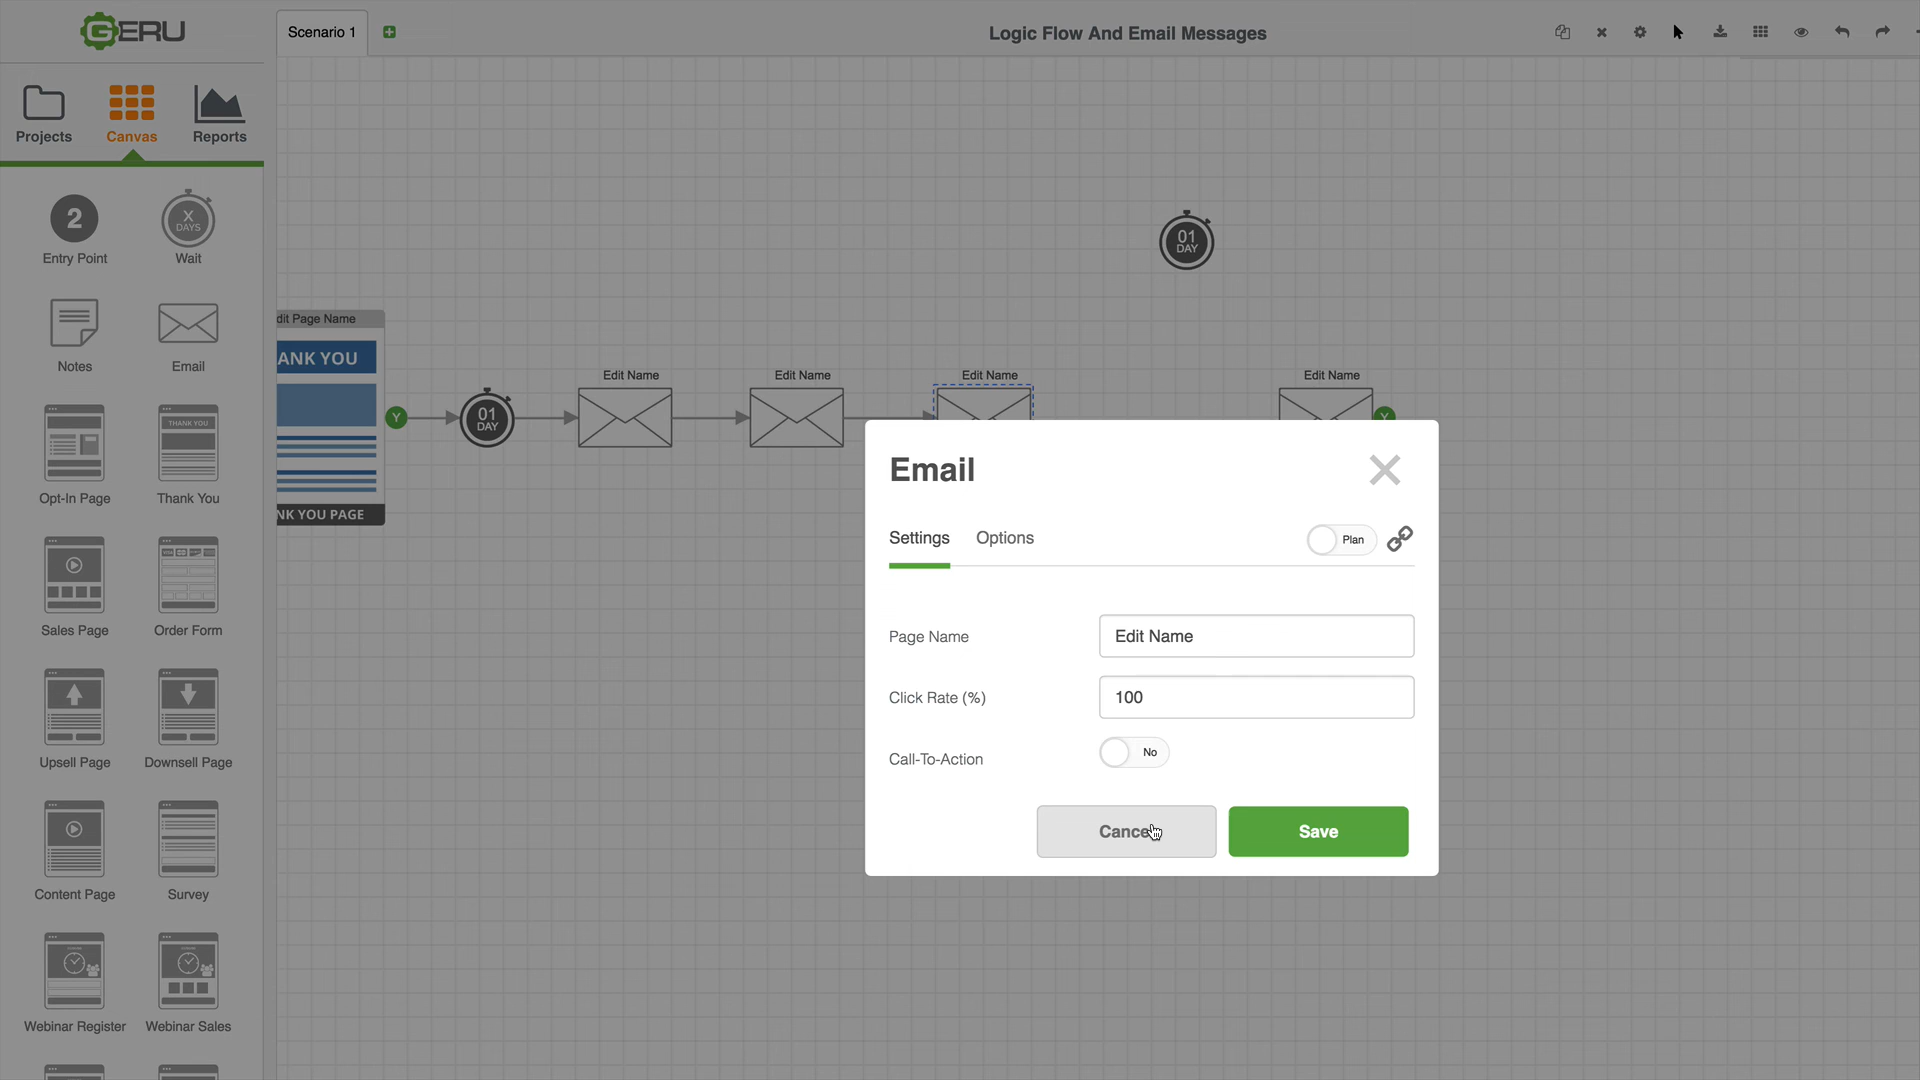 GERU
Scenario 1
Logic Flow And Email Messages
Projects
Canvas
Reports
2
Entry Point
X
DAYS
Wait
Notes
Email
Opt-In Page
THANK YOU
Thank You
Sales Page
Order Form
Upsell Page
Downsell Page
Content Page
Survey
Webinar Register
Webinar Sales
dit Page Name
ANK YOU
NK YOU PAGE
Y
01
DAY
Edit Name
Edit Name
Edit Name
01
DAY
Edit Name
Y
Email
Settings
Options
Plan
Page Name
Edit Name
Click Rate (%)
100
Call-To-Action
No
Cancel
Save